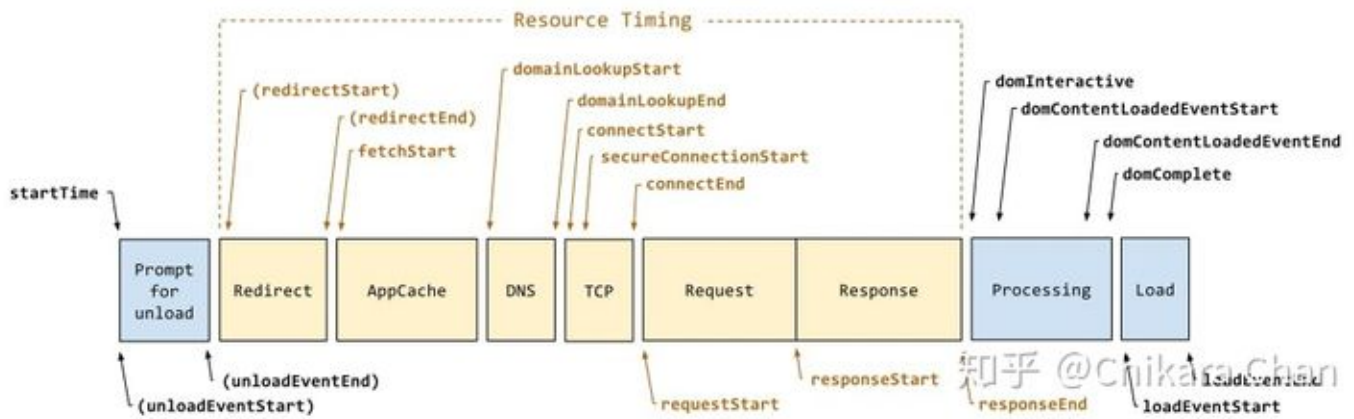 Resource Timing
domainLookupStart
domInteractive
(redirectStart)
domainLookupEnd
domContentLoadedEventStart
(redirectEnd)
connectStart
fetchStart
secureConnectionStart
domContentLoadedEventEnd
connectEnd
domComplete
startTime
Prompt
for
unload
Redirect
AppCache
DNS
TCP
Request
Response
Processing
Load
(unloadEventEnd)
(unloadEventStart)
requestStart
responseStart
responseEnd
loadEventEnd
loadEventStart
知乎 @Chikara Chan